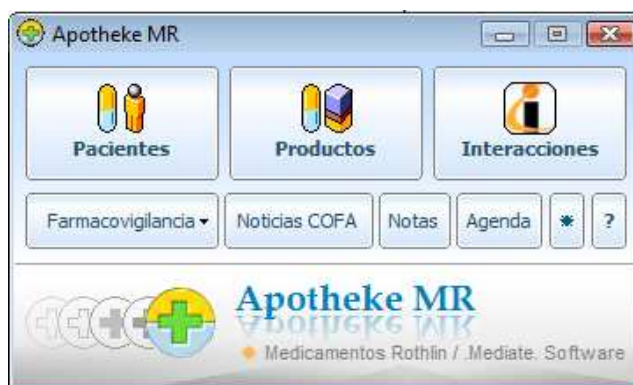 Apotheke MR
Pacientes Productos Interacciones
Farmacovigilancia Noticias COFA Notas Agenda * ?
Apotheke MR
Medicamentos Rothlin / .Mediate. Software